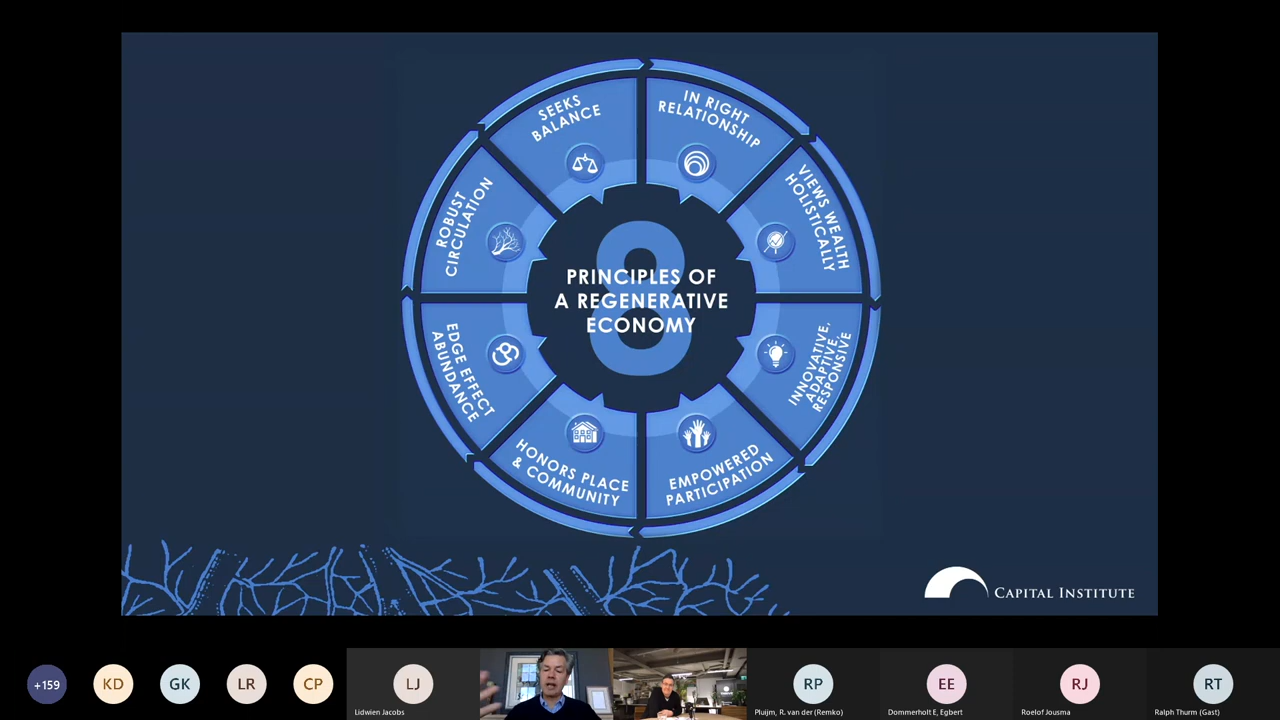 SEEKS
BALANCE
IN RIGHT
RELATIONSHIP
VIEWS WEALTH
HOLISTICALLY
INNOVATIVE,
ADAPTIVE,
RESPONSIVE
EMPOWERED
PARTICIPATION
HONORS PLACE
& COMMUNITY
EDGE EFFECT
ABUNDANCE
ROBUST
CIRCULATION
8
PRINCIPLES OF
A REGENERATIVE
ECONOMY
CAPITAL INSTITUTE
+159
KD
GK
LR
CP
LJ
Lidwien Jacobs
RP
Pluijm, R. van der (Remko)
EE
Dommerholt E, Egbert
RJ
Roelof Jousma
RT
Ralph Thurm (Gast)